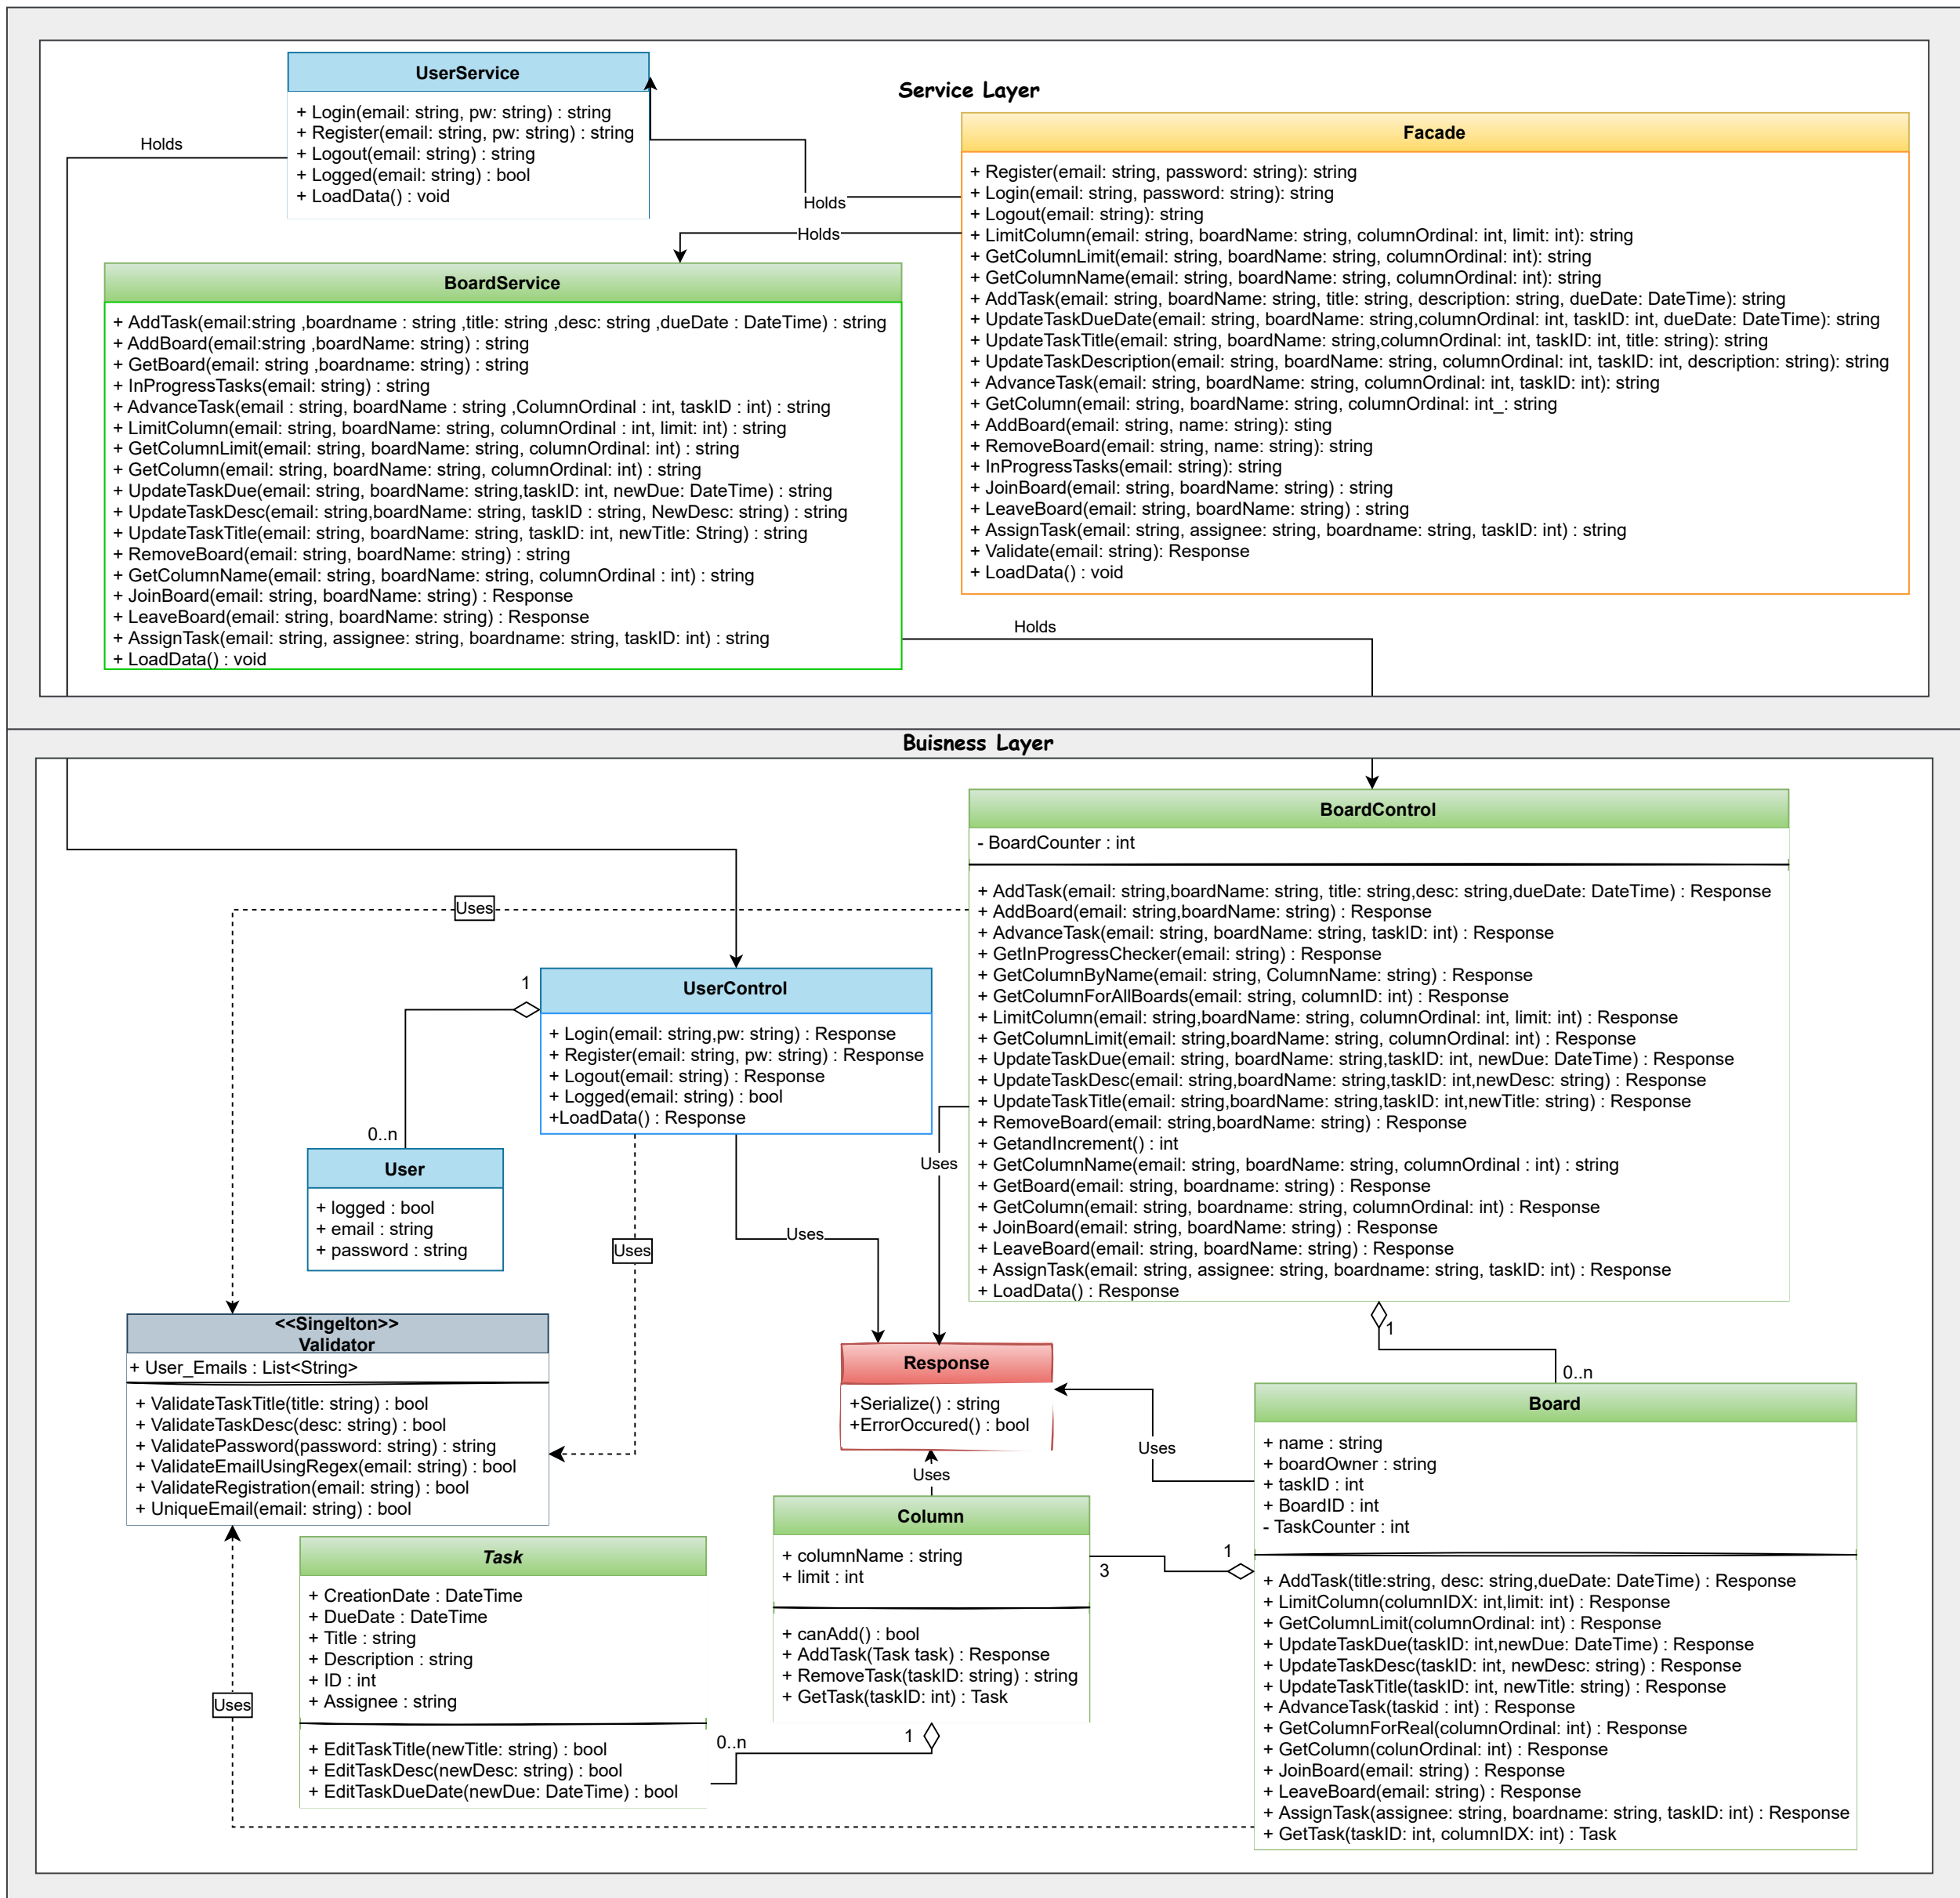 Service Layer
UserService
+ Login(email: string, pw: string) : string
+ Register(email: string, pw: string) : string
+ Logout(email: string) : string
+ Logged(email: string) : bool
+ LoadData() : void
Holds
Holds
Holds
Facade
+ Register(email: string, password: string): string
+ Login(email: string, password: string): string
+ Logout(email: string): string
+ LimitColumn(email: string, boardName: string, columnOrdinal: int, limit: int): string
+ GetColumnLimit(email: string, boardName: string, columnOrdinal: int): string
+ GetColumnName(email: string, boardName: string, columnOrdinal: int): string
+ AddTask(email: string, boardName: string, title: string, description: string, dueDate: DateTime): string
+ UpdateTaskDueDate(email: string, boardName: string,columnOrdinal: int, taskID: int, dueDate: DateTime): string
+ UpdateTaskTitle(email: string, boardName: string,columnOrdinal: int, taskID: int, title: string): string
+ UpdateTaskDescription(email: string, boardName: string, columnOrdinal: int, taskID: int, description: string): string
+ AdvanceTask(email: string, boardName: string, columnOrdinal: int, taskID: int): string
+ GetColumn(email: string, boardName: string, columnOrdinal: int_: string
+ AddBoard(email: string, name: string): sting
+ RemoveBoard(email: string, name: string): string
+ InProgressTasks(email: string): string
+ JoinBoard(email: string, boardName: string) : string
+ LeaveBoard(email: string, boardName: string) : string
+ AssignTask(email: string, assignee: string, boardname: string, taskID: int) : string
+ Validate(email: string): Response
+ LoadData() : void
BoardService
+ AddTask(email:string ,boardname : string ,title: string ,desc: string ,dueDate : DateTime) : string
+ AddBoard(email:string ,boardName: string) : string
+ GetBoard(email: string ,boardname: string) : string
+ InProgressTasks(email: string) : string
+ AdvanceTask(email : string, boardName : string ,ColumnOrdinal : int, taskID : int) : string
+ LimitColumn(email: string, boardName: string, columnOrdinal : int, limit: int) : string
+ GetColumnLimit(email: string, boardName: string, columnOrdinal: int) : string
+ GetColumn(email: string, boardName: string, columnOrdinal: int) : string
+ UpdateTaskDue(email: string, boardName: string,taskID: int, newDue: DateTime) : string
+ UpdateTaskDesc(email: string,boardName: string, taskID : string, NewDesc: string) : string
+ UpdateTaskTitle(email: string, boardName: string, taskID: int, newTitle: String) : string
+ RemoveBoard(email: string, boardName: string) : string
+ GetColumnName(email: string, boardName: string, columnOrdinal : int) : string
+ JoinBoard(email: string, boardName: string) : Response
+ LeaveBoard(email: string, boardName: string) : Response
+ AssignTask(email: string, assignee: string, boardname: string, taskID: int) : string
+ LoadData() : void
Holds
Buisness Layer
BoardControl
- BoardCounter : int
+ AddTask(email: string,boardName: string, title: string,desc: string,dueDate: DateTime) : Response
+ AddBoard(email: string,boardName: string) : Response
+ AdvanceTask(email: string, boardName: string, taskID: int) : Response
+ GetInProgressChecker(email: string) : Response
+ GetColumnByName(email: string, ColumnName: string) : Response
+ GetColumnForAllBoards(email: string, columnID: int) : Response
+ LimitColumn(email: string,boardName: string, columnOrdinal: int, limit: int) : Response
+ GetColumnLimit(email: string,boardName: string, columnOrdinal: int) : Response
+ UpdateTaskDue(email: string, boardName: string,taskID: int, newDue: DateTime) : Response
+ UpdateTaskDesc(email: string,boardName: string,taskID: int,newDesc: string) : Response
+ UpdateTaskTitle(email: string,boardName: string,taskID: int,newTitle: string) : Response
+ RemoveBoard(email: string,boardName: string) : Response
+ GetandIncrement() : int
+ GetColumnName(email: string, boardName: string, columnOrdinal : int) : string
+ GetBoard(email: string, boardname: string) : Response
+ GetColumn(email: string, boardname: string, columnOrdinal: int) : Response
+ JoinBoard(email: string, boardName: string) : Response
+ LeaveBoard(email: string, boardName: string) : Response
+ AssignTask(email: string, assignee: string, boardname: string, taskID: int) : Response
+ LoadData() : Response
Uses
1
UserControl
+ Login(email: string,pw: string) : Response
+ Register(email: string, pw: string) : Response
+ Logout(email: string) : Response
+ Logged(email: string) : bool
+LoadData() : Response
0..n
User
+ logged : bool
+ email : string
+ password : string
Uses
Uses
Uses
<<Singelton>>
Validator
+ User_Emails : List<String>
+ ValidateTaskTitle(title: string) : bool
+ ValidateTaskDesc(desc: string) : bool
+ ValidatePassword(password: string) : string
+ ValidateEmailUsingRegex(email: string) : bool
+ ValidateRegistration(email: string) : bool
+ UniqueEmail(email: string) : bool
Response
+Serialize() : string
+ErrorOccured() : bool
1
0..n
Uses
Uses
Board
+ name : string
+ boardOwner : string
+ taskID : int
+ BoardID : int
- TaskCounter : int
+ AddTask(title:string, desc: string,dueDate: DateTime) : Response
+ LimitColumn(columnIDX: int,limit: int) : Response
+ GetColumnLimit(columnOrdinal: int) : Response
+ UpdateTaskDue(taskID: int,newDue: DateTime) : Response
+ UpdateTaskDesc(taskID: int, newDesc: string) : Response
+ UpdateTaskTitle(taskID: int, newTitle: string) : Response
+ AdvanceTask(taskid : int) : Response
+ GetColumnForReal(columnOrdinal: int) : Response
+ GetColumn(colunOrdinal: int) : Response
+ JoinBoard(email: string) : Response
+ LeaveBoard(email: string) : Response
+ AssignTask(assignee: string, boardname: string, taskID: int) : Response
+ GetTask(taskID: int, columnIDX: int) : Task
Column
+ columnName : string
+ limit : int
+ canAdd() : bool
+ AddTask(Task task) : Response
+ RemoveTask(taskID: string) : string
+ GetTask(taskID: int) : Task
1
3
Task
+ CreationDate : DateTime
+ DueDate : DateTime
+ Title : string
+ Description : string
+ ID : int
+ Assignee : string
+ EditTaskTitle(newTitle: string) : bool
+ EditTaskDesc(newDesc: string) : bool
+ EditTaskDueDate(newDue: DateTime) : bool
0..n
1
Uses